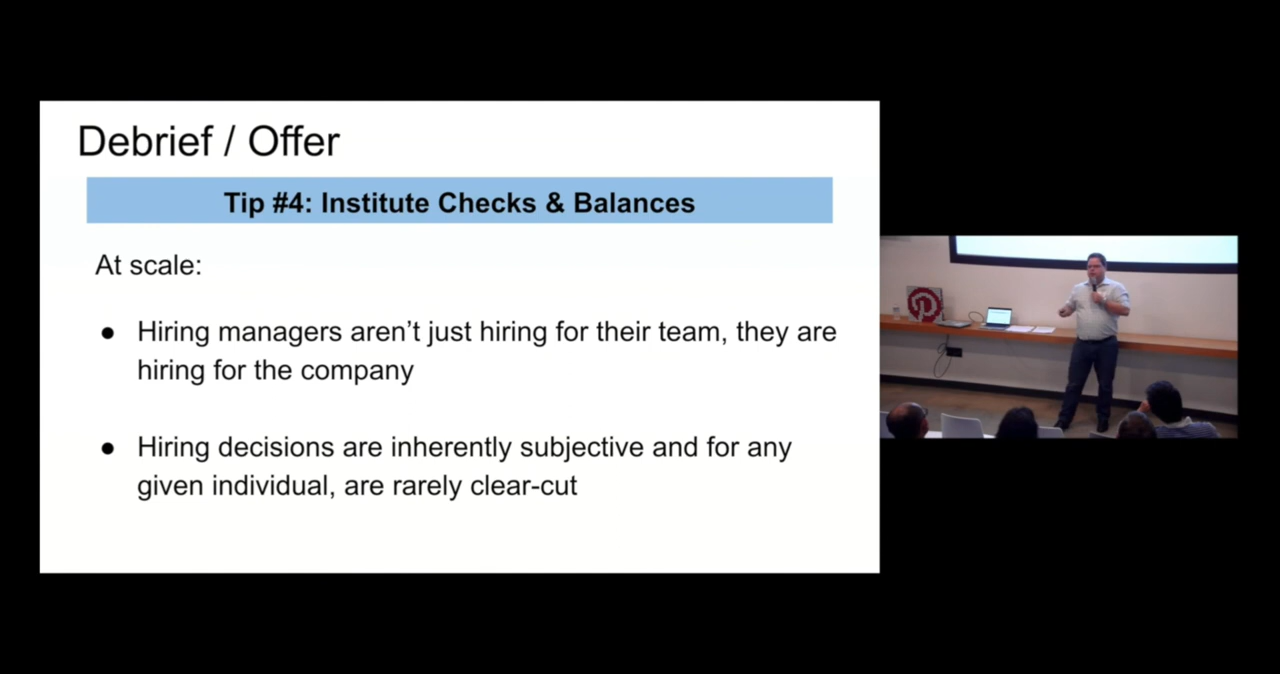 Debrief / Offer
Tip #4: Institute Checks & Balances
At scale:
● Hiring managers aren’t just hiring for their team, they are
hiring for the company
● Hiring decisions are inherently subjective and for any
given individual, are rarely clear-cut